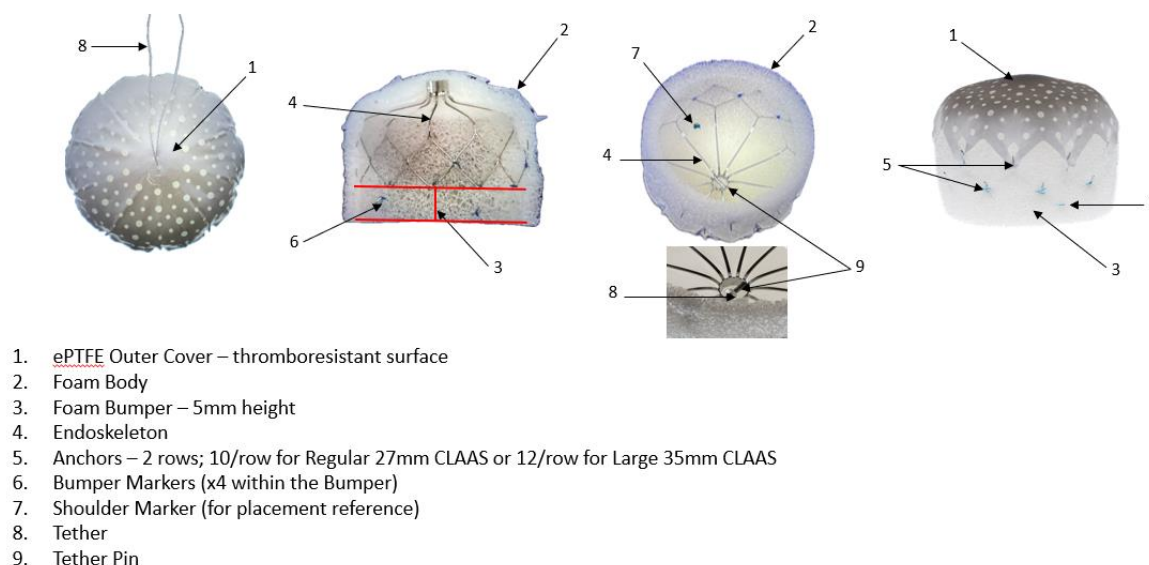 8
1
4
6
2
3
7
2
4
8
9
1
5
3
1. ePTFE Outer Cover – thromboresistant surface
2. Foam Body
3. Foam Bumper – 5mm height
4. Endoskeleton
5. Anchors – 2 rows; 10/row for Regular 27mm CLAAS or 12/row for Large 35mm CLAAS
6. Bumper Markers (x4 within the Bumper)
7. Shoulder Marker (for placement reference)
8. Tether
9. Tether Pin